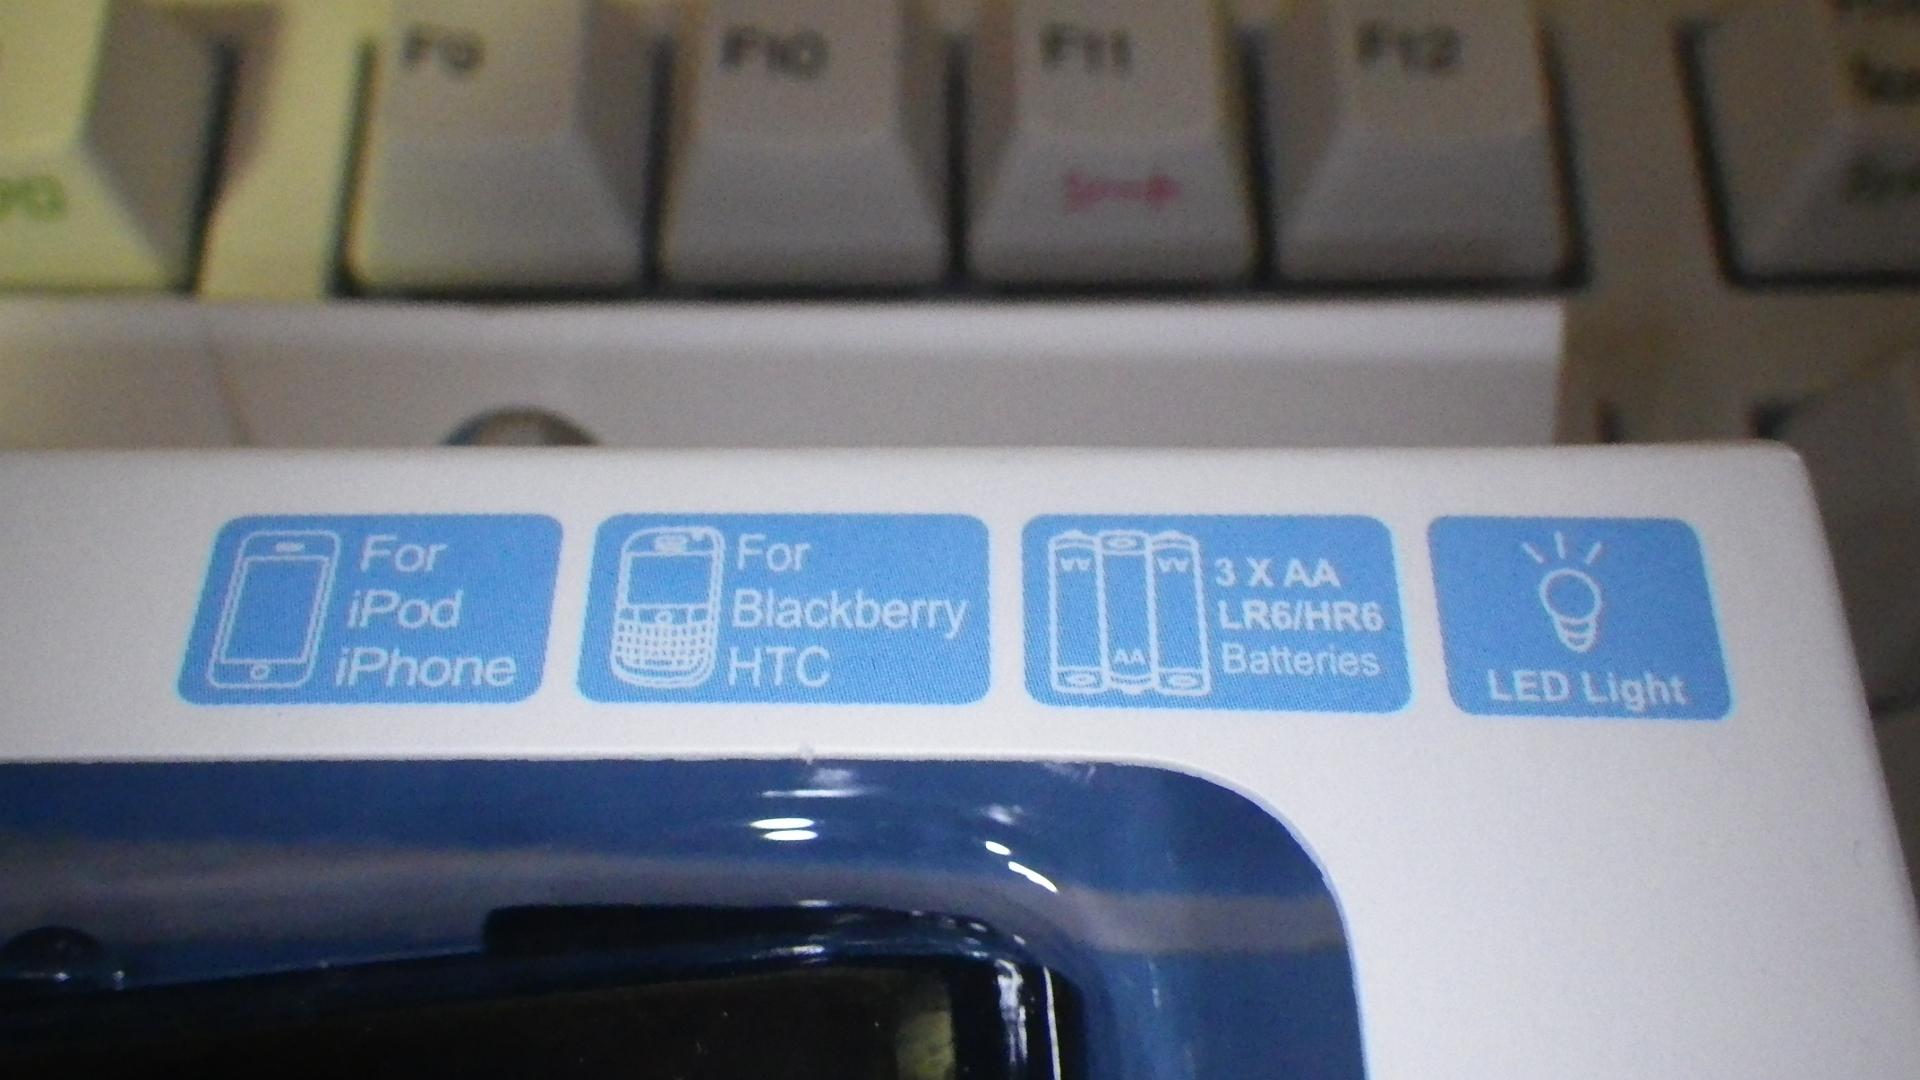 F9 F10 F11 F12
For
iPod
iPhone
For
Blackberry
HTC
AA
3 X AA
LR6/HR6
Batteries
LED Light